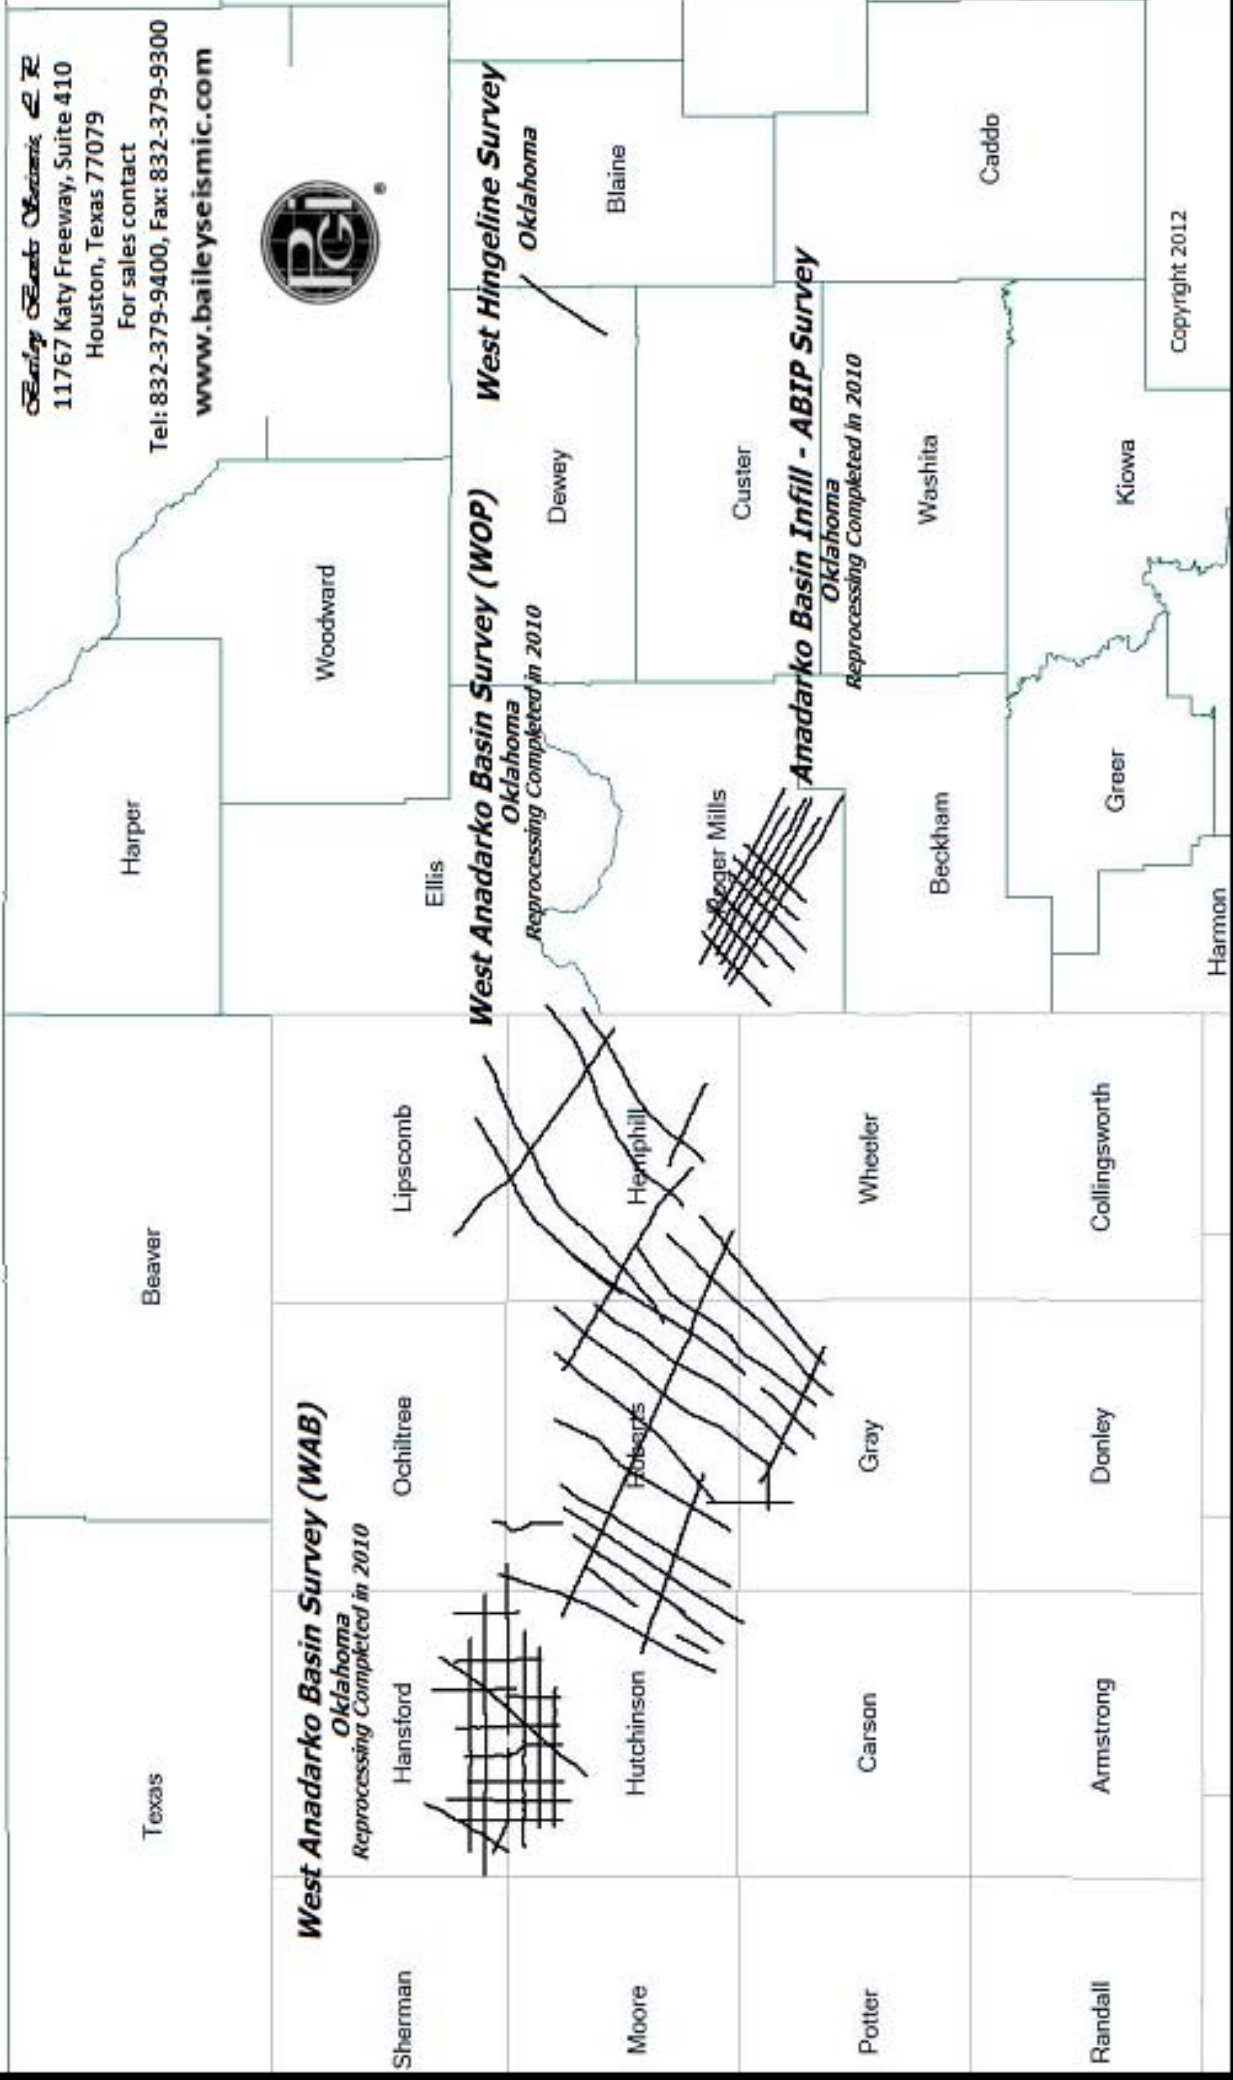 11767 Katy Freeway, Suite 410
Houston, Texas 77079
For sales contact
Tel: 832-379-9400, Fax: 832-379-9300
www.baileyseismic.com
PGI
®
Texas
Beaver
Harper
Woodward
West Anadarko Basin Survey (WAB)
Oklahoma
Reprocessing Completed in 2010
Sherman
Hansford
Ochiltree
Lipscomb
Ellis
West Anadarko Basin Survey (WOP)
Oklahoma
Reprocessing Completed in 2010
West Hingeline Survey
Oklahoma
Dewey
Blaine
Moore
Hutchinson
Roberts
Hemphill
Roger Mills
Custer
Anadarko Basin Infill - ABIP Survey
Oklahoma
Reprocessing Completed in 2010
Potter
Carson
Gray
Wheeler
Beckham
Washita
Caddo
Randall
Armstrong
Donley
Collingsworth
Harmon
Greer
Kiowa
Copyright 2012